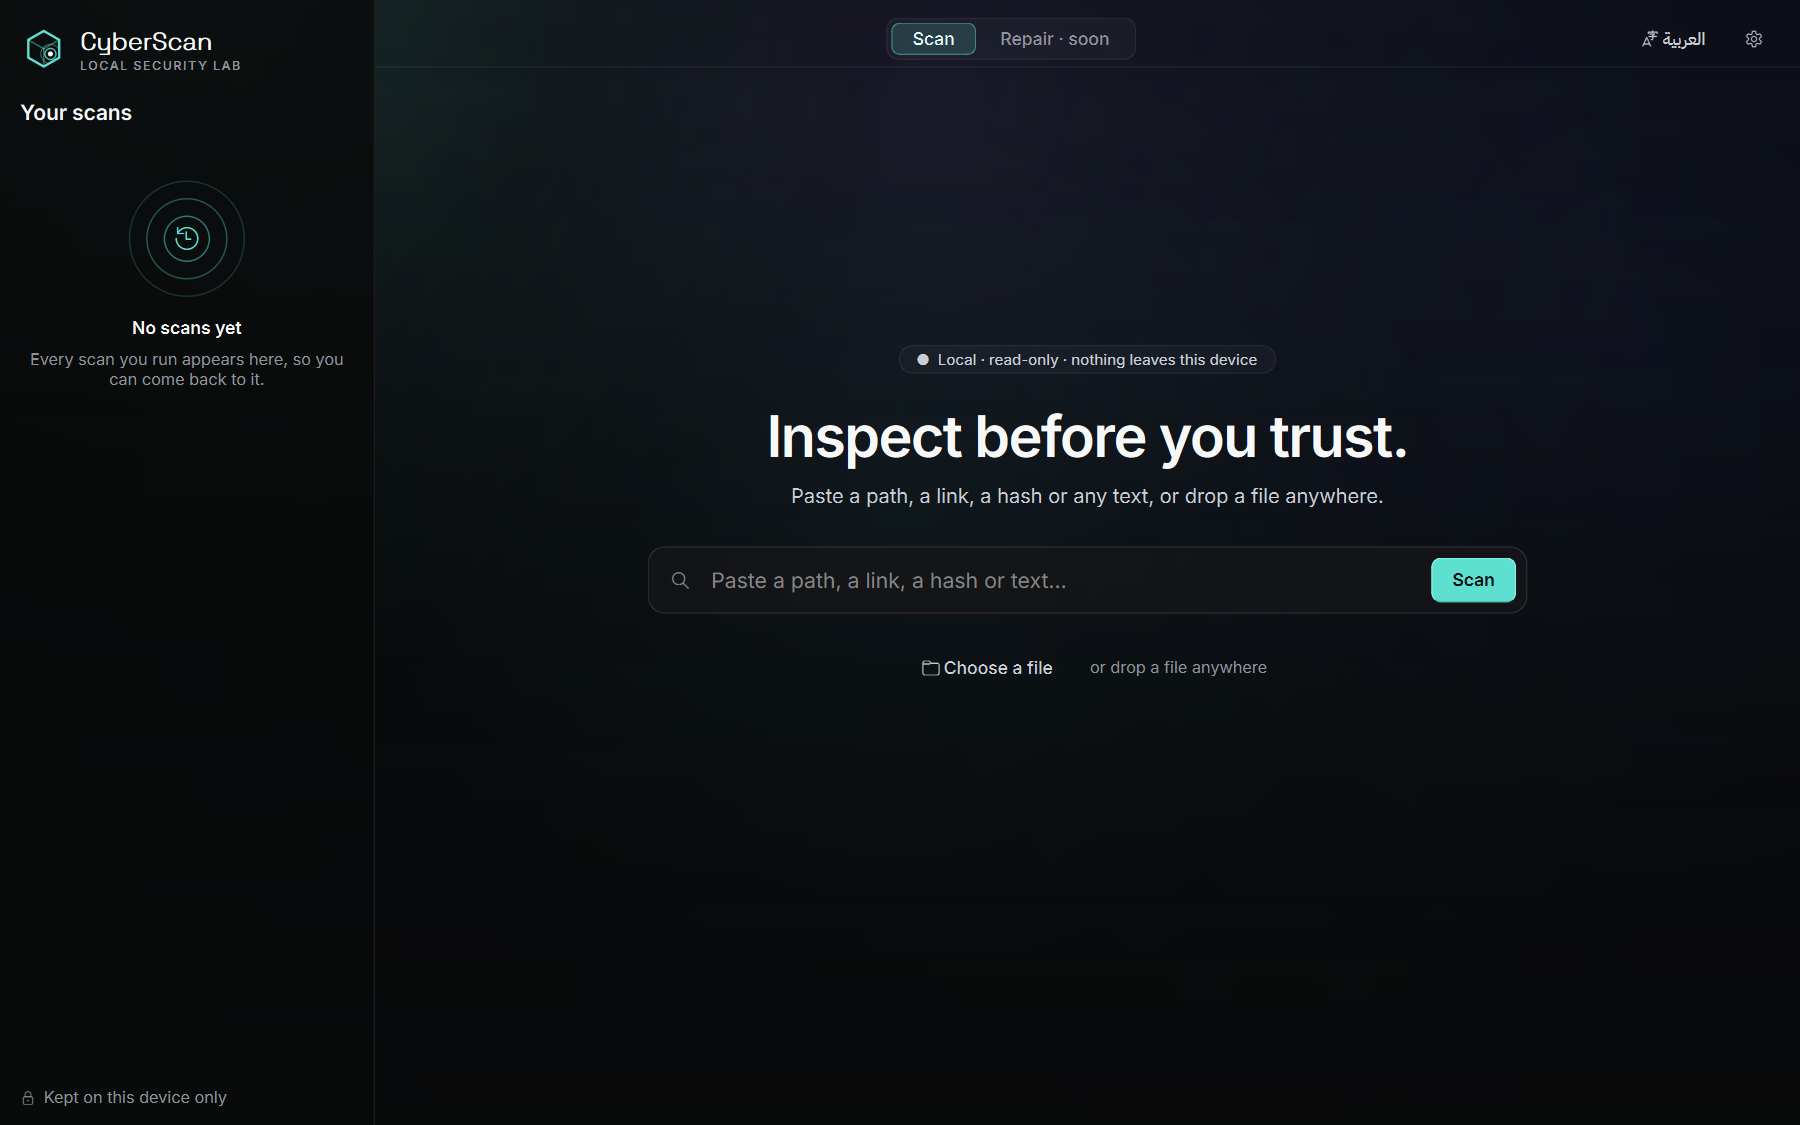 CyberScan
LOCAL SECURITY LAB
Your scans
No scans yet
Every scan you run appears here, so you
can come back to it.
Kept on this device only
Scan
Repair · soon
العربية
Local · read-only · nothing leaves this device
Inspect before you trust.
Paste a path, a link, a hash or any text, or drop a file anywhere.
Paste a path, a link, a hash or text...
Scan
Choose a file
or drop a file anywhere